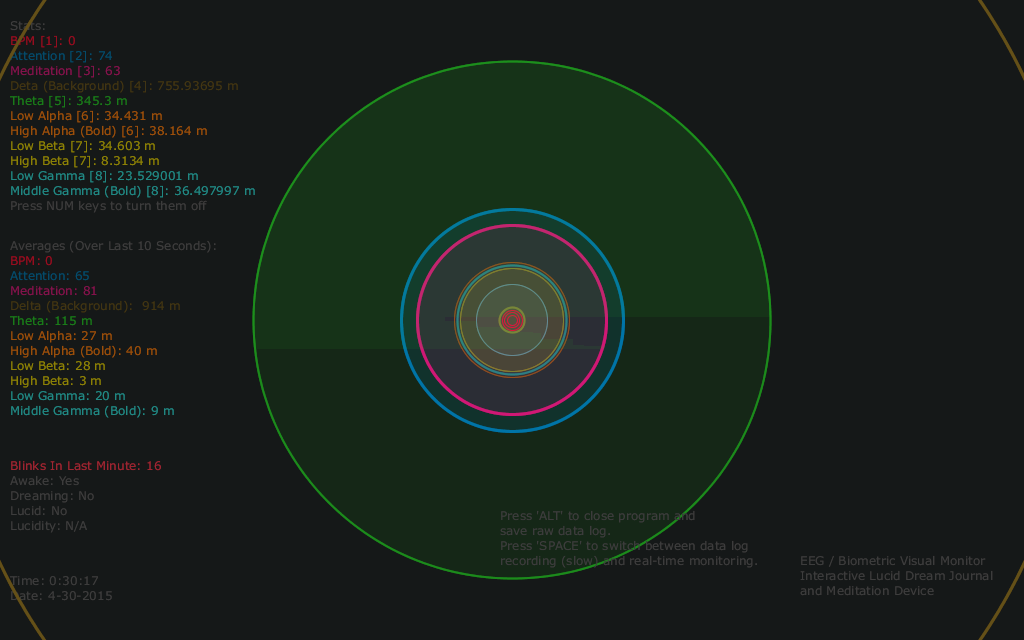 Stats:
BPM [1]: 0
Attention [2]: 74
Meditation [3]: 63
Deta (Background) [4]: 755.93695 m
Theta [5]: 345.3 m
Low Alpha [6]: 34.431 m
High Alpha (Bold) [6]: 38.164 m
Low Beta [7]: 34.603 m
High Beta [7]: 8.3134 m
Low Gamma [8]: 23.529001 m
Middle Gamma (Bold) [8]: 36.497997 m
Press NUM keys to turn them off
Averages (Over Last 10 Seconds):
BPM: 0
Attention: 65
Meditation: 81
Delta (Background):  914 m
Theta: 115 m
Low Alpha: 27 m
High Alpha (Bold): 40 m
Low Beta: 28 m
High Beta: 3 m
Low Gamma: 20 m
Middle Gamma (Bold): 9 m
Blinks In Last Minute: 16
Awake: Yes
Dreaming: No
Lucid: No
Lucidity: N/A
Time: 0:30:17
Date: 4-30-2015
Press 'ALT' to close program and
save raw data log.
Press 'SPACE' to switch between data log
recording (slow) and real-time monitoring.
EEG / Biometric Visual Monitor
Interactive Lucid Dream Journal
and Meditation Device